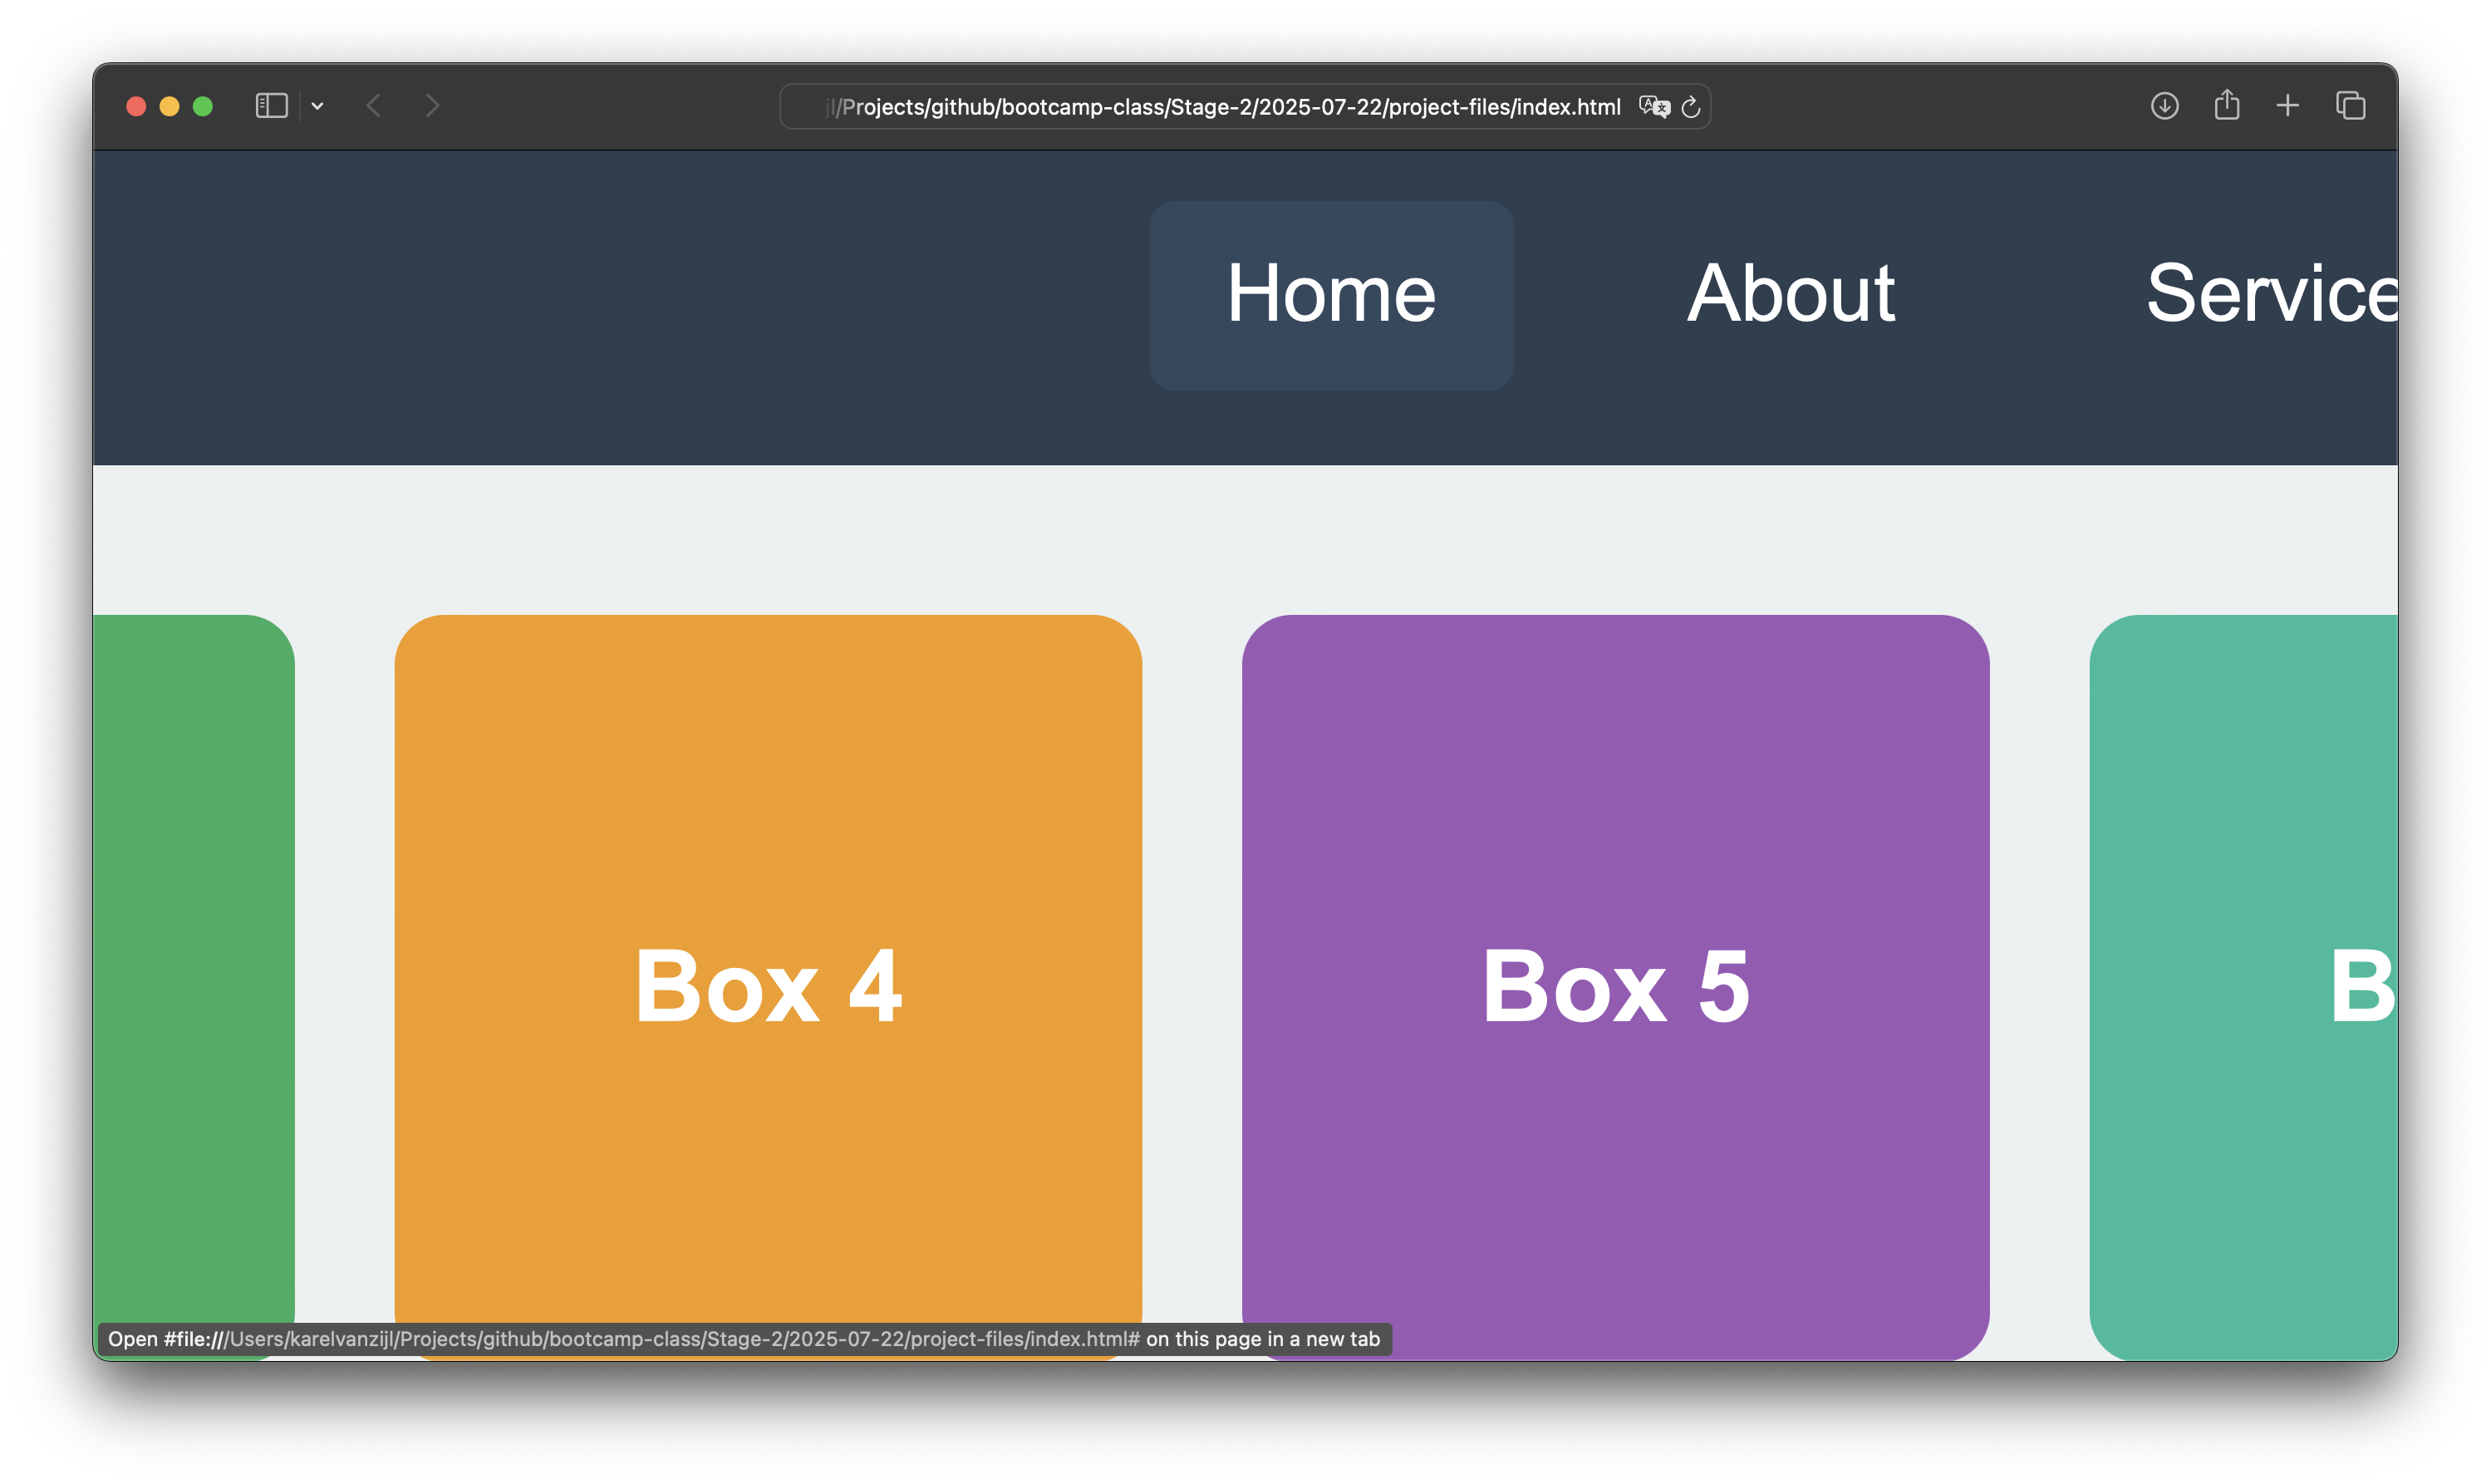 /Projects/github/bootcamp-class/Stage-2/2025-07-22/project-files/index.html
Home About Service
Box 4 Box 5 B
Open #file:///Users/karelvanzijl/Projects/github/bootcamp-class/Stage-2/2025-07-22/project-files/index.html# on this page in a new tab